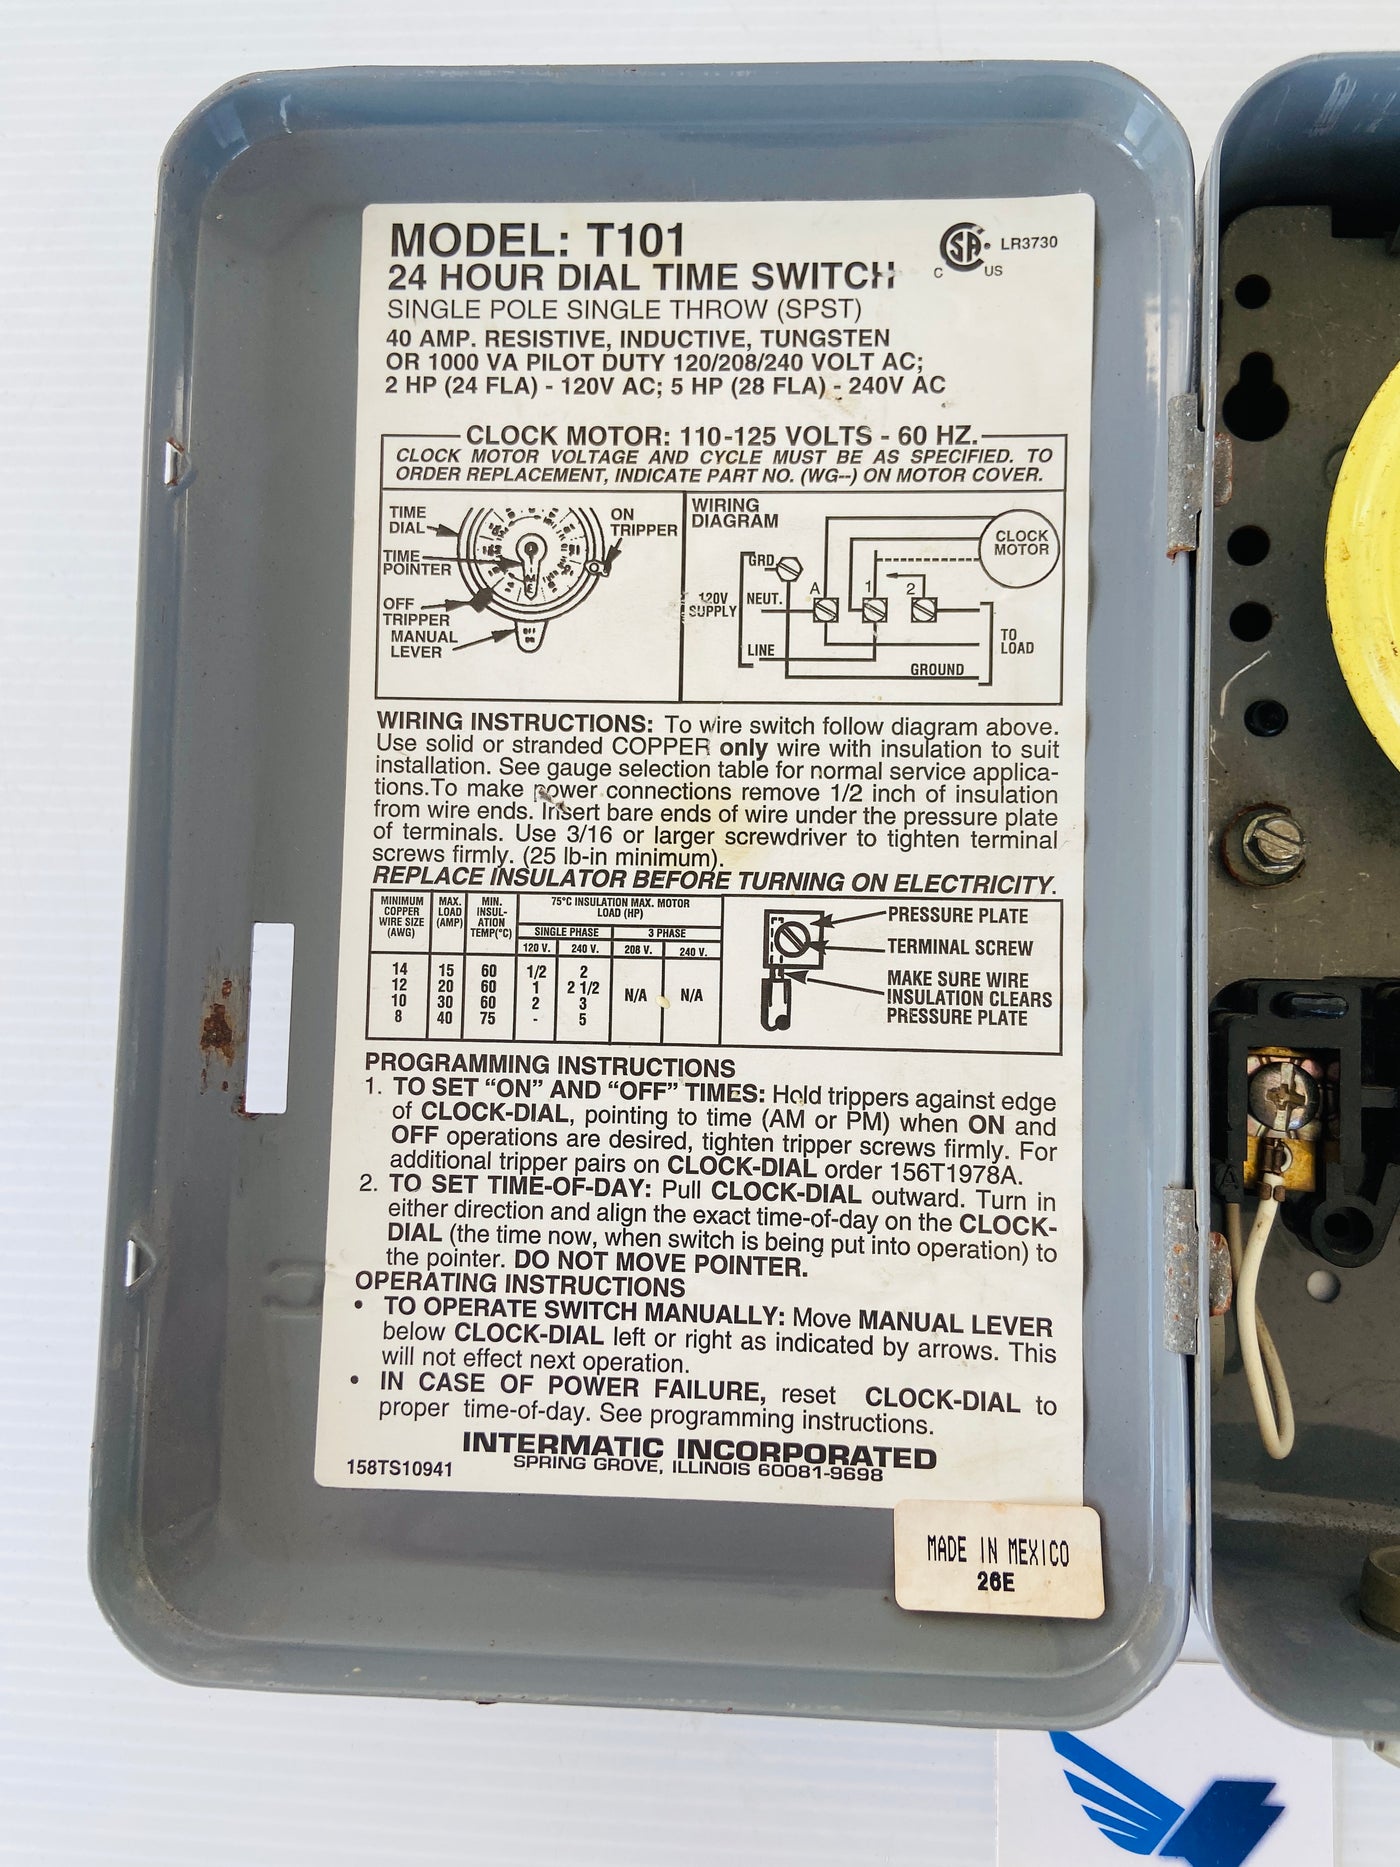 MODEL: T101
24 HOUR DIAL TIME SWITCH
SINGLE POLE SINGLE THROW (SPST)
40 AMP. RESISTIVE, INDUCTIVE, TUNGSTEN
OR 1000 VA PILOT DUTY 120/208/240 VOLT AC;
2 HP (24 FLA) - 120V AC; 5 HP (28 FLA) - 240V AC
C SA US
LR3730
CLOCK MOTOR: 110-125 VOLTS - 60 HZ.
CLOCK MOTOR VOLTAGE AND CYCLE MUST BE AS SPECIFIED. TO
ORDER REPLACEMENT, INDICATE PART NO. (WG--) ON MOTOR COVER.
TIME
DIAL
TIME
POINTER
OFF
TRIPPER
MANUAL
LEVER
ON
TRIPPER
WIRING
DIAGRAM
CLOCK
MOTOR
GRD
A 1 2
120V
SUPPLY
NEUT.
LINE
TO
LOAD
GROUND
WIRING INSTRUCTIONS: To wire switch follow diagram above.
Use solid or stranded COPPER only wire with insulation to suit
installation. See gauge selection table for normal service applica-
tions.To make power connections remove 1/2 inch of insulation
from wire ends. Insert bare ends of wire under the pressure plate
of terminals. Use 3/16 or larger screwdriver to tighten terminal
screws firmly. (25 lb-in minimum).
REPLACE INSULATOR BEFORE TURNING ON ELECTRICITY.
MINIMUM
COPPER
WIRE SIZE
(AWG)
MAX.
LOAD
(AMP)
MIN.
INSUL-
ATION
TEMP(°C)
75°C INSULATION MAX. MOTOR
LOAD (HP)
SINGLE PHASE 3 PHASE
120 V. 240 V. 208 V. 240 V.
14 15 60 1/2 2
12 20 60 1 2 1/2
10 30 60 2 3
8 40 75 - 5
N/A N/A
PRESSURE PLATE
TERMINAL SCREW
MAKE SURE WIRE
INSULATION CLEARS
PRESSURE PLATE
PROGRAMMING INSTRUCTIONS
1. TO SET “ON” AND “OFF” TIMES: Hold trippers against edge
of CLOCK-DIAL, pointing to time (AM or PM) when ON and
OFF operations are desired, tighten tripper screws firmly. For
additional tripper pairs on CLOCK-DIAL order 156T1978A.
2. TO SET TIME-OF-DAY: Pull CLOCK-DIAL outward. Turn in
either direction and align the exact time-of-day on the CLOCK-
DIAL (the time now, when switch is being put into operation) to
the pointer. DO NOT MOVE POINTER.
OPERATING INSTRUCTIONS
• TO OPERATE SWITCH MANUALLY: Move MANUAL LEVER
below CLOCK-DIAL left or right as indicated by arrows. This
will not effect next operation.
• IN CASE OF POWER FAILURE, reset CLOCK-DIAL to
proper time-of-day. See programming instructions.
INTERMATIC INCORPORATED
SPRING GROVE, ILLINOIS 60081-9698
158TS10941
MADE IN MEXICO
26E
A